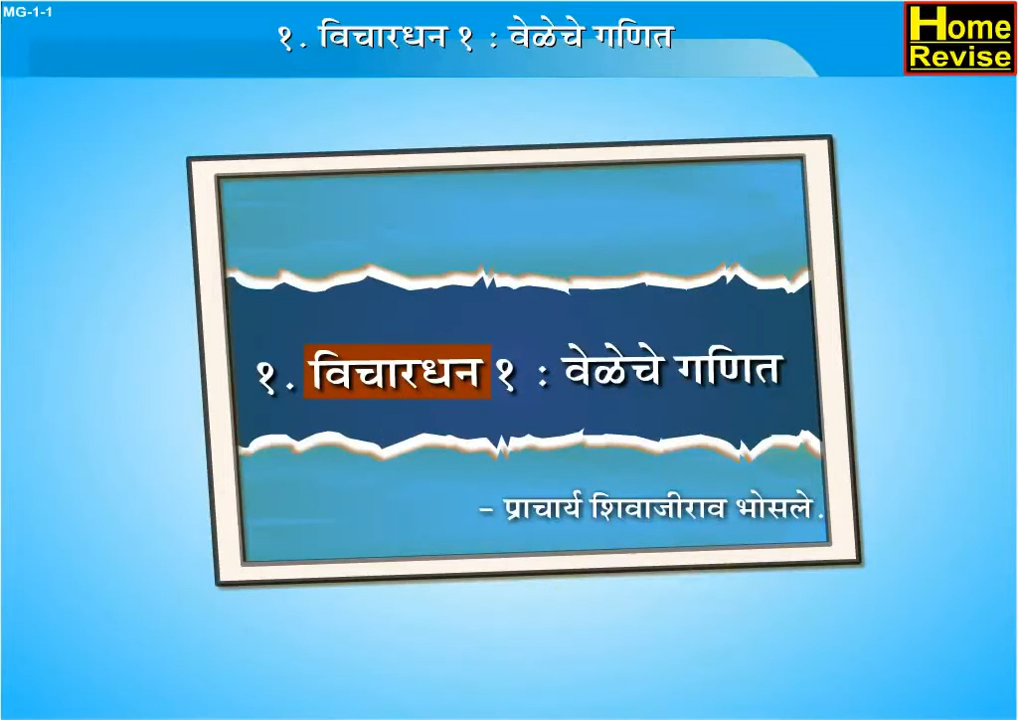 MG-1-1
१. विचारधन १ : वेळेचे गणित
Home
Revise
१. विचारधन १ : वेळेचे गणित
- प्राचार्य शिवाजीराव भोसले.